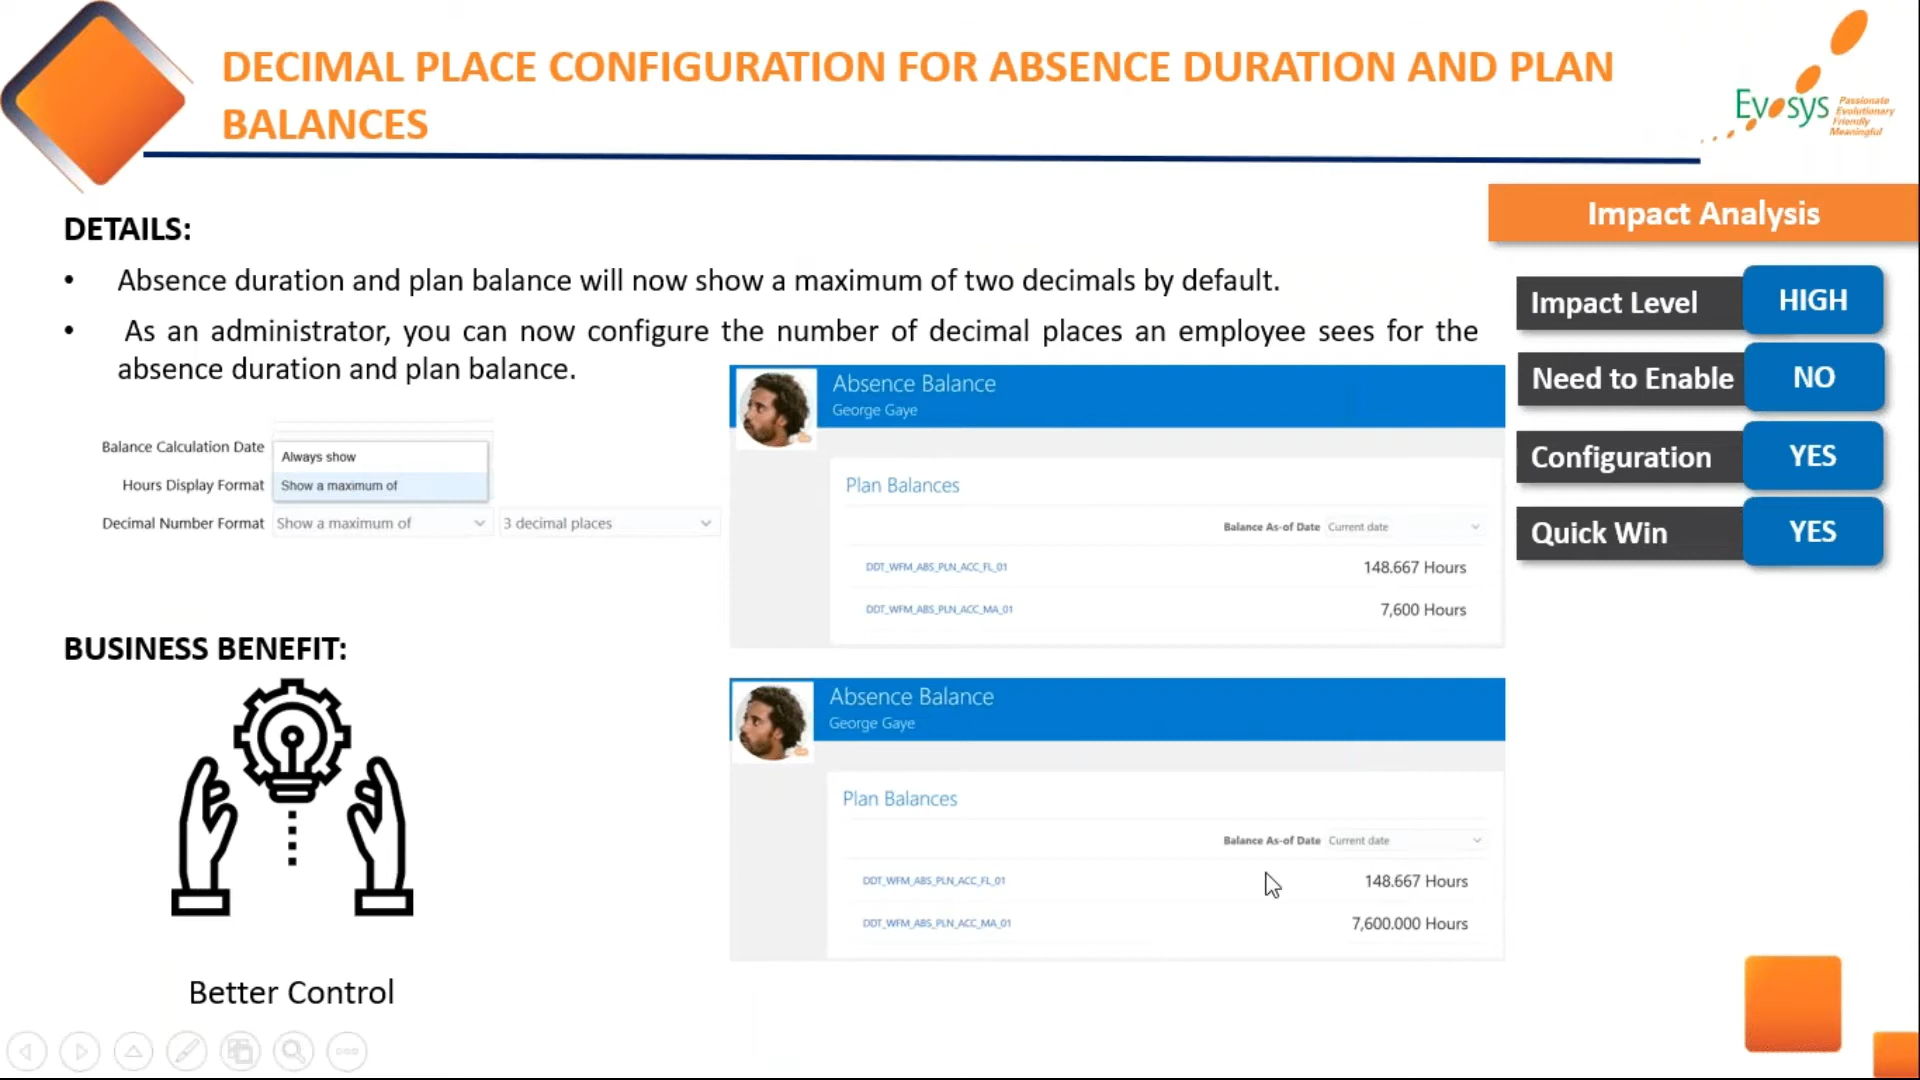 DECIMAL PLACE CONFIGURATION FOR ABSENCE DURATION AND PLAN
BALANCES
Evosys
Passionate
Evolutionary
Friendly
Meaningful
DETAILS:
• Absence duration and plan balance will now show a maximum of two decimals by default.
• As an administrator, you can now configure the number of decimal places an employee sees for the
absence duration and plan balance.
Balance Calculation Date
Always show
Hours Display Format
Show a maximum of
Decimal Number Format Show a maximum of 3 decimal places
Absence Balance
George Gaye
Plan Balances
Balance As-of Date Current date
DDT_WFM_ABS_PLN_ACC_FL_01 148.667 Hours
DDT_WFM_ABS_PLN_ACC_MA_01 7,600 Hours
Absence Balance
George Gaye
Plan Balances
Balance As-of Date Current date
DDT_WFM_ABS_PLN_ACC_FL_01 148.667 Hours
DDT_WFM_ABS_PLN_ACC_MA_01 7,600.000 Hours
Impact Analysis
Impact Level HIGH
Need to Enable NO
Configuration YES
Quick Win YES
BUSINESS BENEFIT:
Better Control